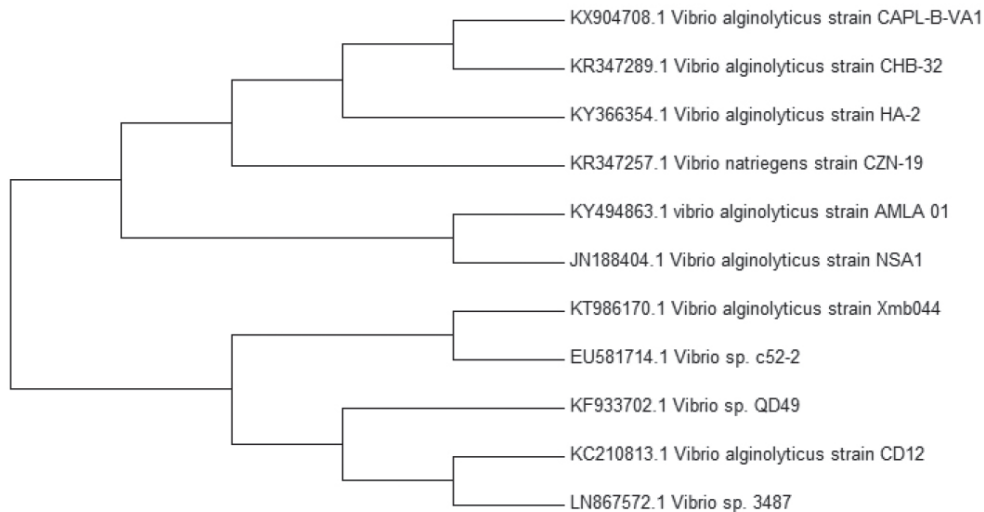 KX904708.1 Vibrio alginolyticus strain CAPL-B-VA1
KR347289.1 Vibrio alginolyticus strain CHB-32
KY366354.1 Vibrio alginolyticus strain HA-2
KR347257.1 Vibrio natriegens strain CZN-19
KY494863.1 vibrio alginolyticus strain AMLA 01
JN188404.1 Vibrio alginolyticus strain NSA1
KT986170.1 Vibrio alginolyticus strain Xmb044
EU581714.1 Vibrio sp. c52-2
KF933702.1 Vibrio sp. QD49
KC210813.1 Vibrio alginolyticus strain CD12
LN867572.1 Vibrio sp. 3487